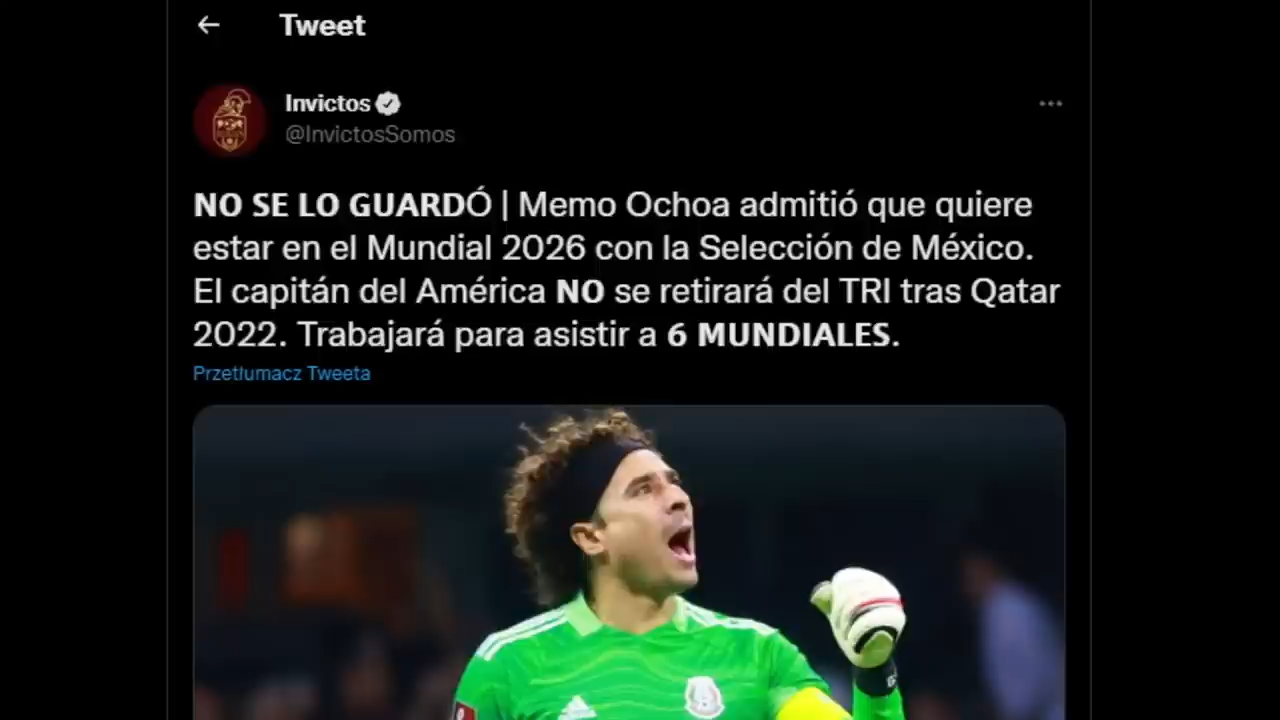 Tweet
Invictos
@InvictosSomos
NO SE LO GUARDÓ | Memo Ochoa admitió que quiere
estar en el Mundial 2026 con la Selección de México.
El capitán del América NO se retirará del TRI tras Qatar
2022. Trabajará para asistir a 6 MUNDIALES.
Przetłumacz Tweeta